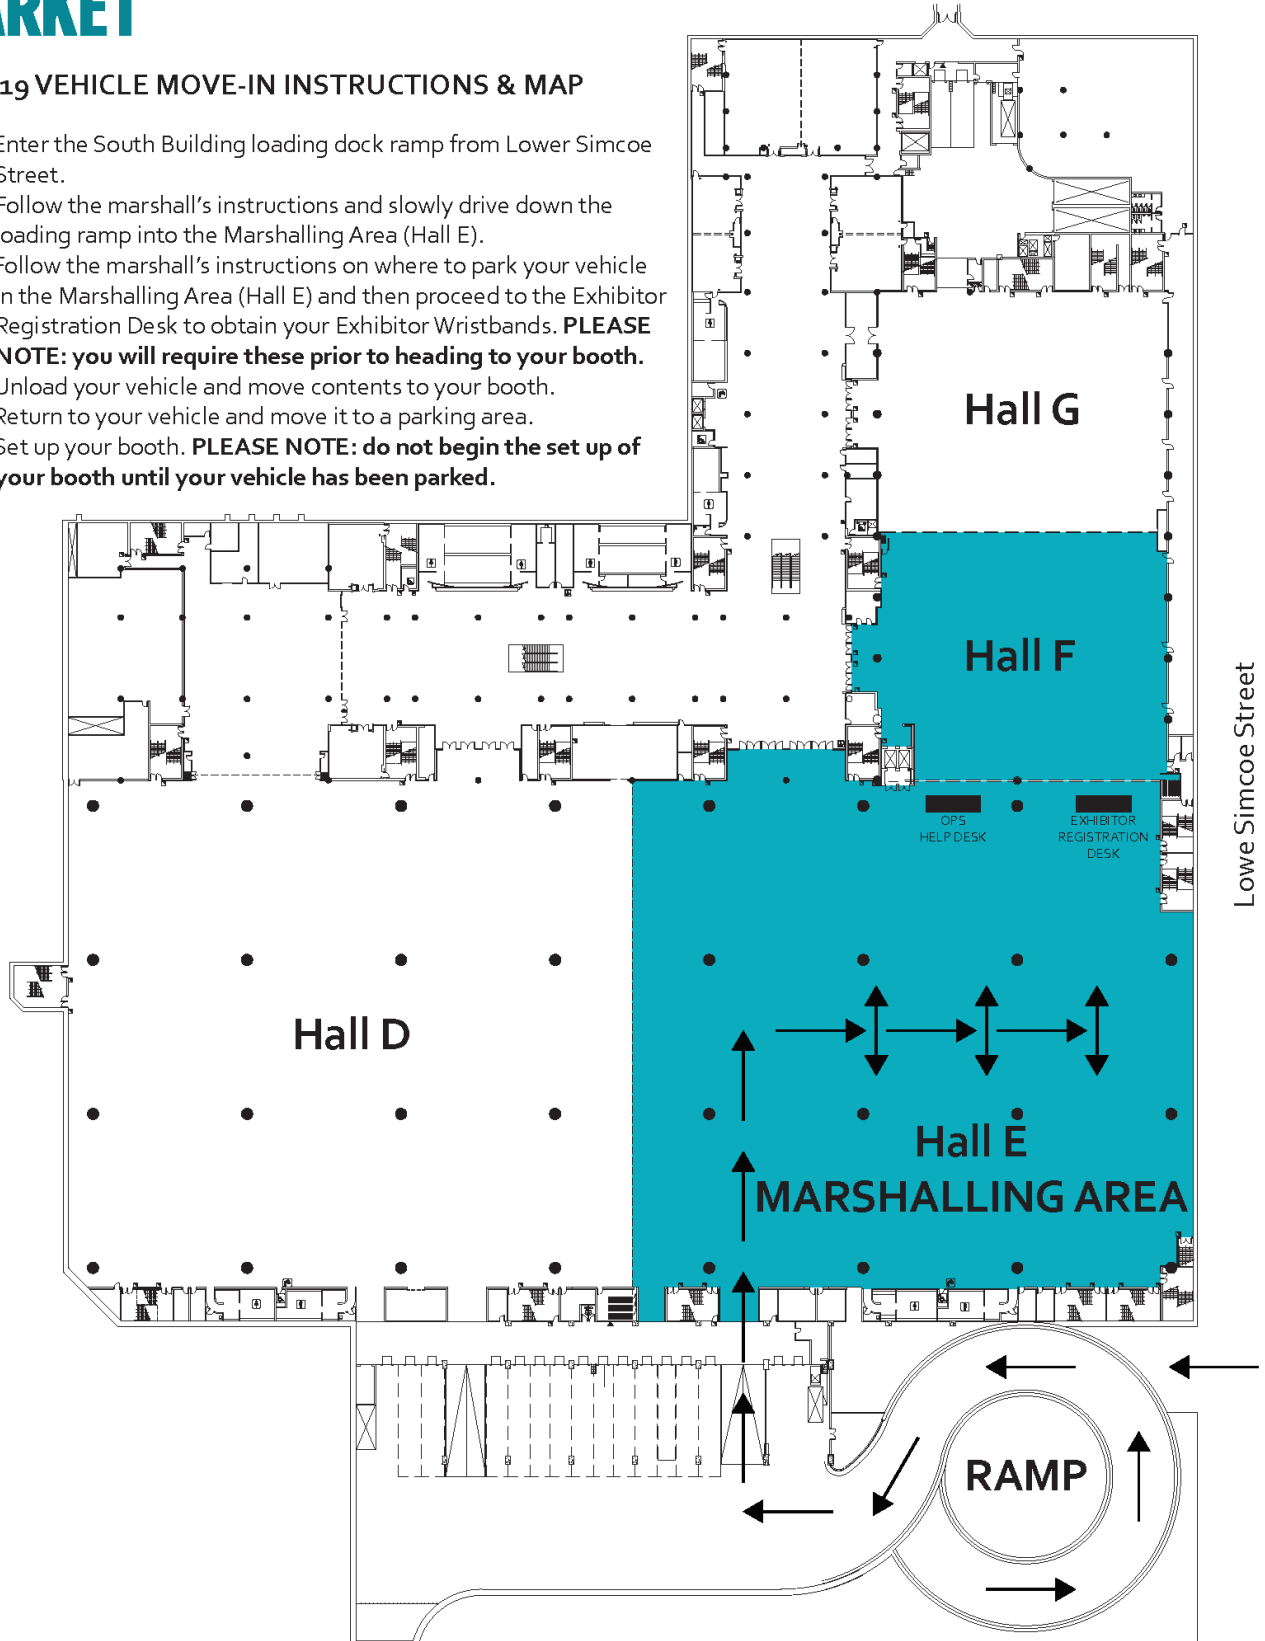 ARKET
19 VEHICLE MOVE-IN INSTRUCTIONS & MAP
Enter the South Building loading dock ramp from Lower Simcoe
Street.
Follow the marshall's instructions and slowly drive down the
loading ramp into the Marshalling Area (Hall E).
Follow the marshall's instructions on where to park your vehicle
in the Marshalling Area (Hall E) and then proceed to the Exhibitor
Registration Desk to obtain your Exhibitor Wristbands. PLEASE
NOTE: you will require these prior to heading to your booth.
Unload your vehicle and move contents to your booth.
Return to your vehicle and move it to a parking area.
Set up your booth. PLEASE NOTE: do not begin the set up of
your booth until your vehicle has been parked.
Hall G
Hall F
Lowe Simcoe Street
OPS
HELP DESK
EXHIBITOR
REGISTRATION
DESK
Hall D
Hall E
MARSHALLING AREA
RAMP